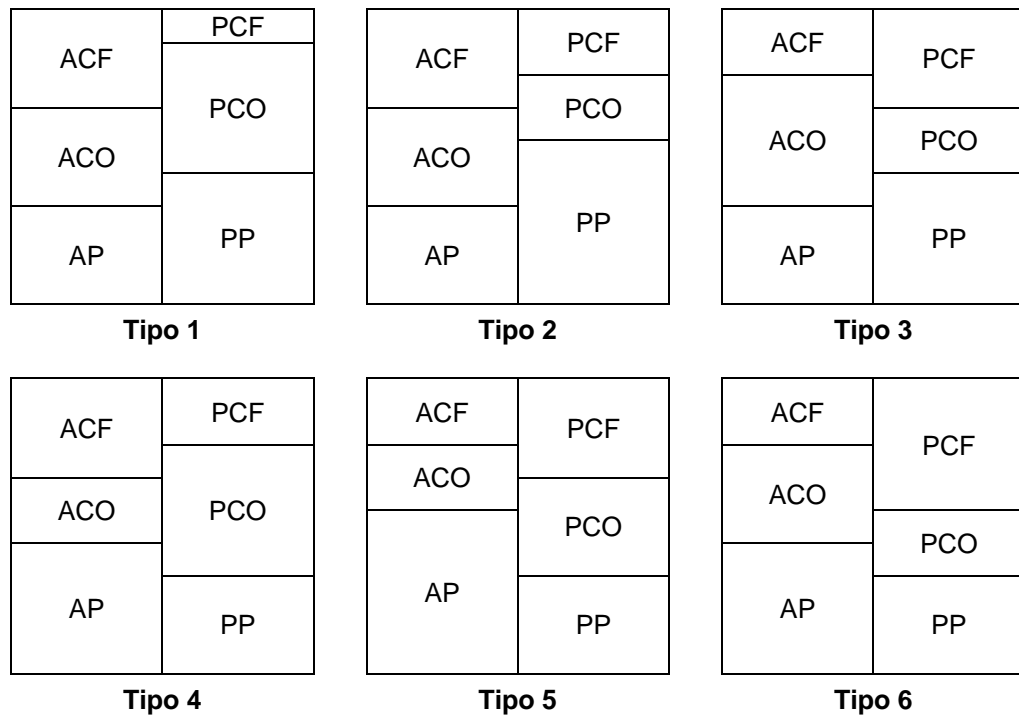 ACF PCF
ACO PCO
AP PP
Tipo 1
ACF PCF
ACO PCO
AP PP
Tipo 2
ACF PCF
ACO PCO
AP PP
Tipo 3
ACF PCF
ACO PCO
AP PP
Tipo 4
ACF PCF
ACO PCO
AP PP
Tipo 5
ACF PCF
ACO PCO
AP PP
Tipo 6